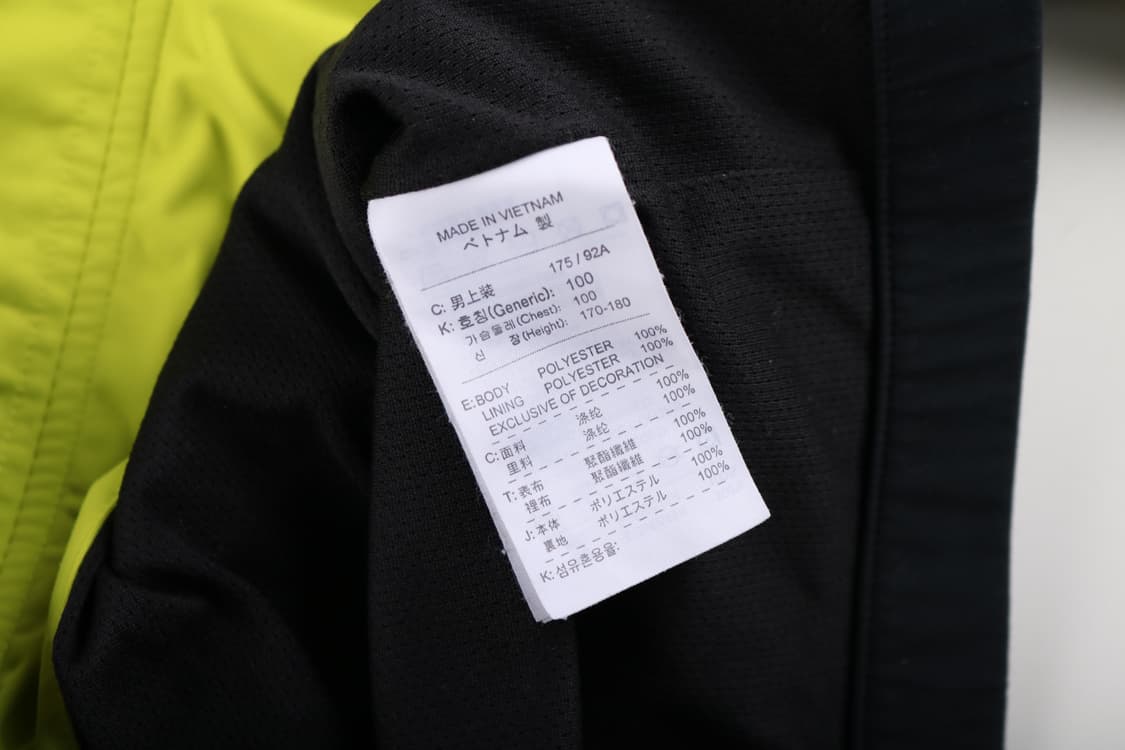 MADE IN VIETNAM
ベトナム 製
175 / 92A
C: 男上装
K: 호칭(Generic): 100
가슴둘레(Chest): 100
신 장(Height): 170-180
E: BODY POLYESTER 100%
LINING POLYESTER 100%
EXCLUSIVE OF DECORATION
C: 面料 涤纶 100%
里料 涤纶 100%
T: 表布 聚酯纖維 100%
裡布 聚酯纖維 100%
J: 本体 ポリエステル 100%
裏地 ポリエステル 100%
K: 섬유혼용율: